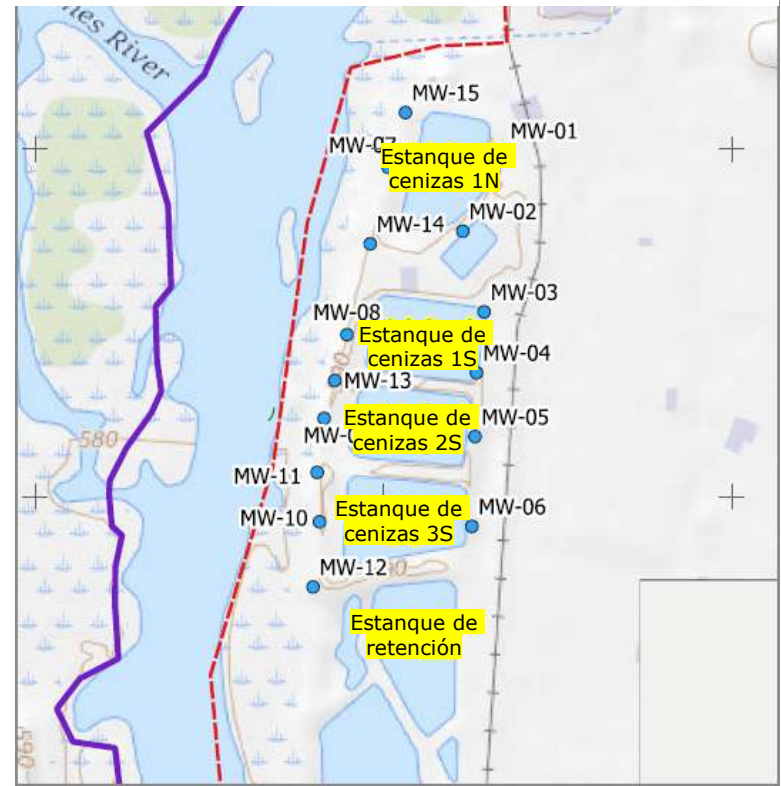 nes River
MW-15
MW-01
MW-07
Estanque de
cenizas 1N
MW-02
MW-14
MW-03
MW-08
Estanque de
cenizas 1S
MW-04
MW-13
Estanque de
cenizas 2S
MW-05
580
MW-11
MW-10
Estanque de
cenizas 3S
MW-06
MW-12
Estanque de
retención